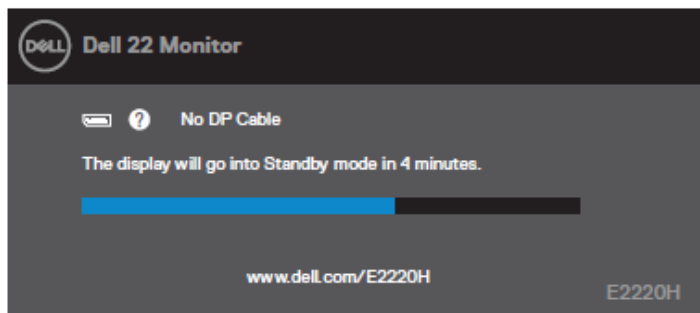 DELL Dell 22 Monitor
? No DP Cable
The display will go into Standby mode in 4 minutes.
www.dell.com/E2220H
E2220H